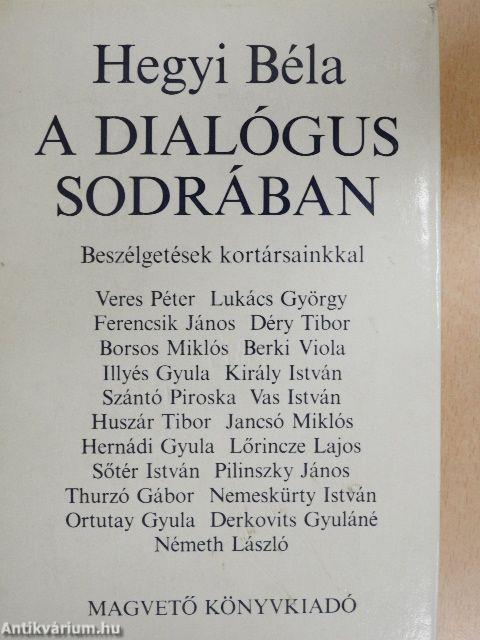 Hegyi Béla
A DIALÓGUS
SODRÁBAN
Beszélgetések kortársainkkal
Veres Péter Lukács György
Ferencsik János Déry Tibor
Borsos Miklós Berki Viola
Illyés Gyula Király István
Szántó Piroska Vas István
Huszár Tibor Jancsó Miklós
Hernádi Gyula Lőrincze Lajos
Sőtér István Pilinszky János
Thurzó Gábor Nemeskürty István
Ortutay Gyula Derkovits Gyuláné
Németh László
MAGVETŐ KÖNYVKIADÓ
Antikvárium.hu